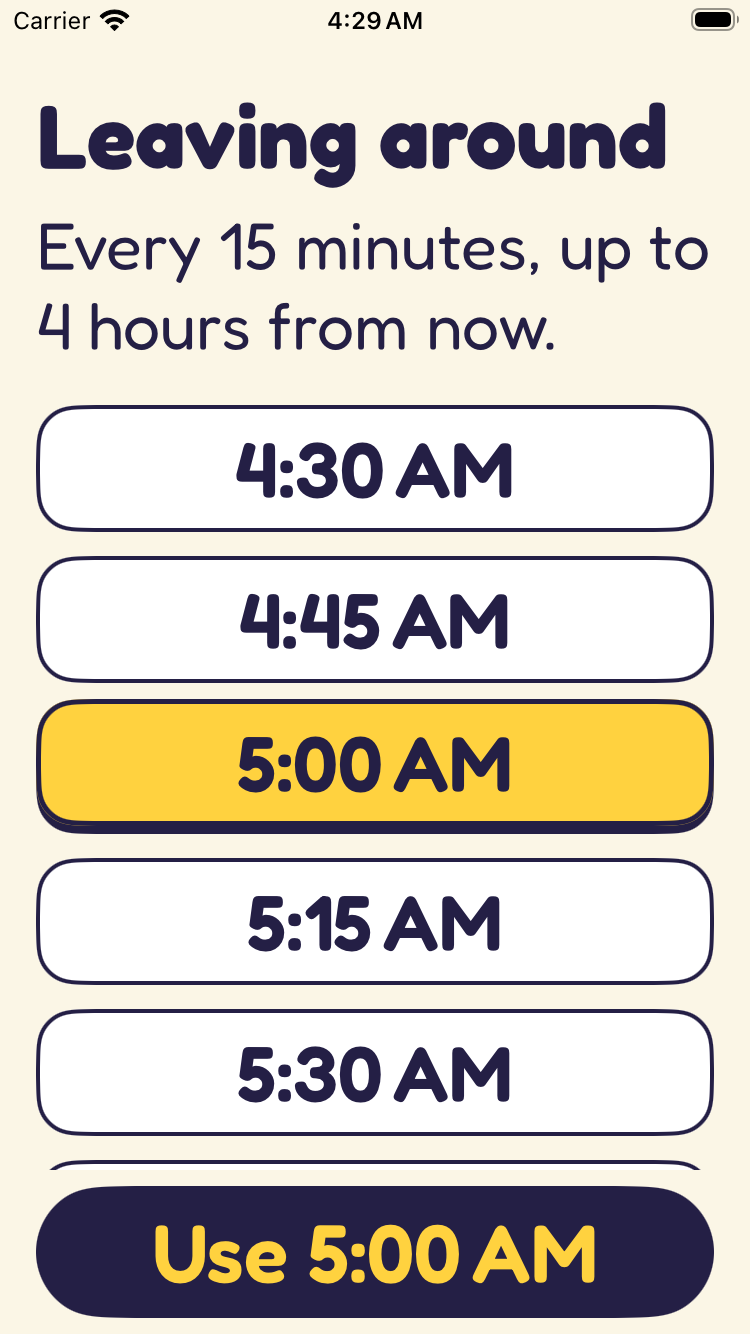 Carrier 4:29 AM
Leaving around
Every 15 minutes, up to
4 hours from now.
4:30 AM
4:45 AM
5:00 AM
5:15 AM
5:30 AM
Use 5:00 AM